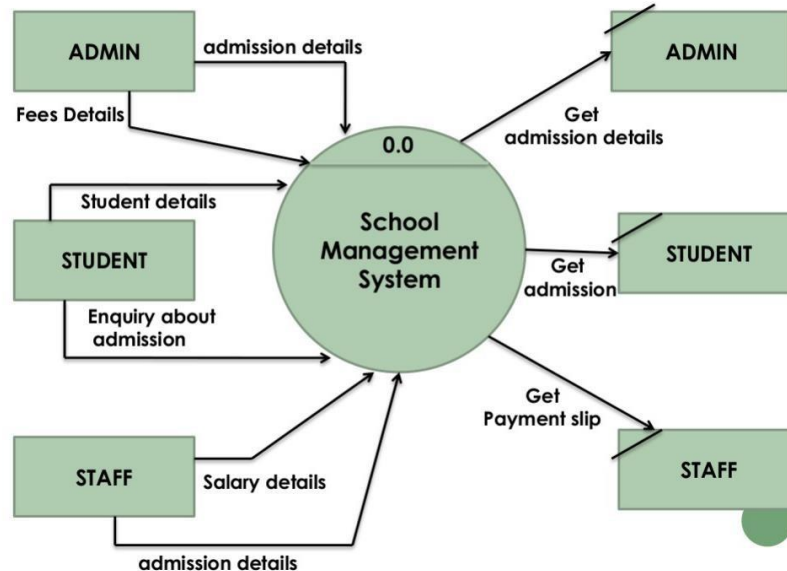 ADMIN
admission details
Fees Details
Student details
STUDENT
Enquiry about
admission
STAFF
Salary details
admission details
0.0
School
Management
System
ADMIN
Get
admission details
STUDENT
Get
admission
Get
Payment slip
STAFF